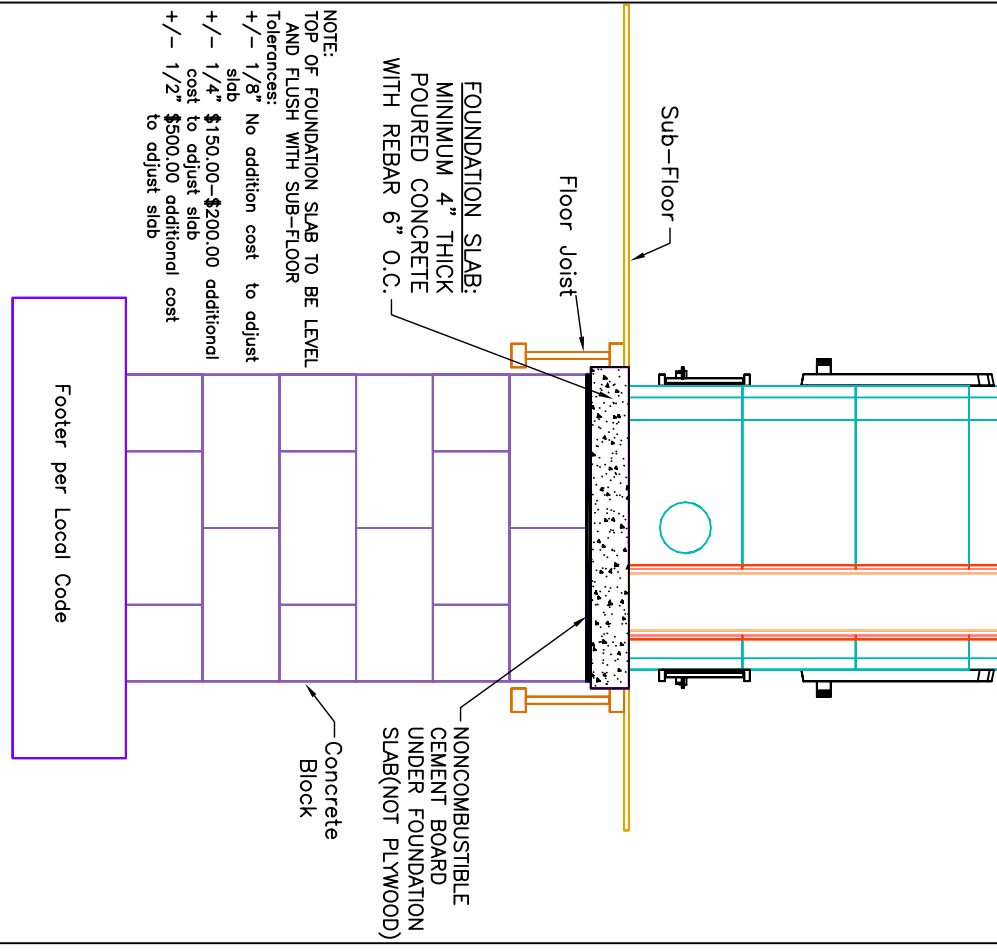 Sub-Floor
Floor Joist
FOUNDATION SLAB:
MINIMUM 4" THICK
POURED CONCRETE
WITH REBAR 6" O.C.
NOTE:
TOP OF FOUNDATION SLAB TO BE LEVEL
AND FLUSH WITH SUB-FLOOR
Tolerances:
+/- 1/8" No addition cost to adjust
slab
+/- 1/4" $150.00-$200.00 additional
cost to adjust slab
+/- 1/2" $500.00 additional cost
to adjust slab
NONCOMBUSTIBLE
CEMENT BOARD
UNDER FOUNDATION
SLAB(NOT PLYWOOD)
Concrete
Block
Footer per Local Code